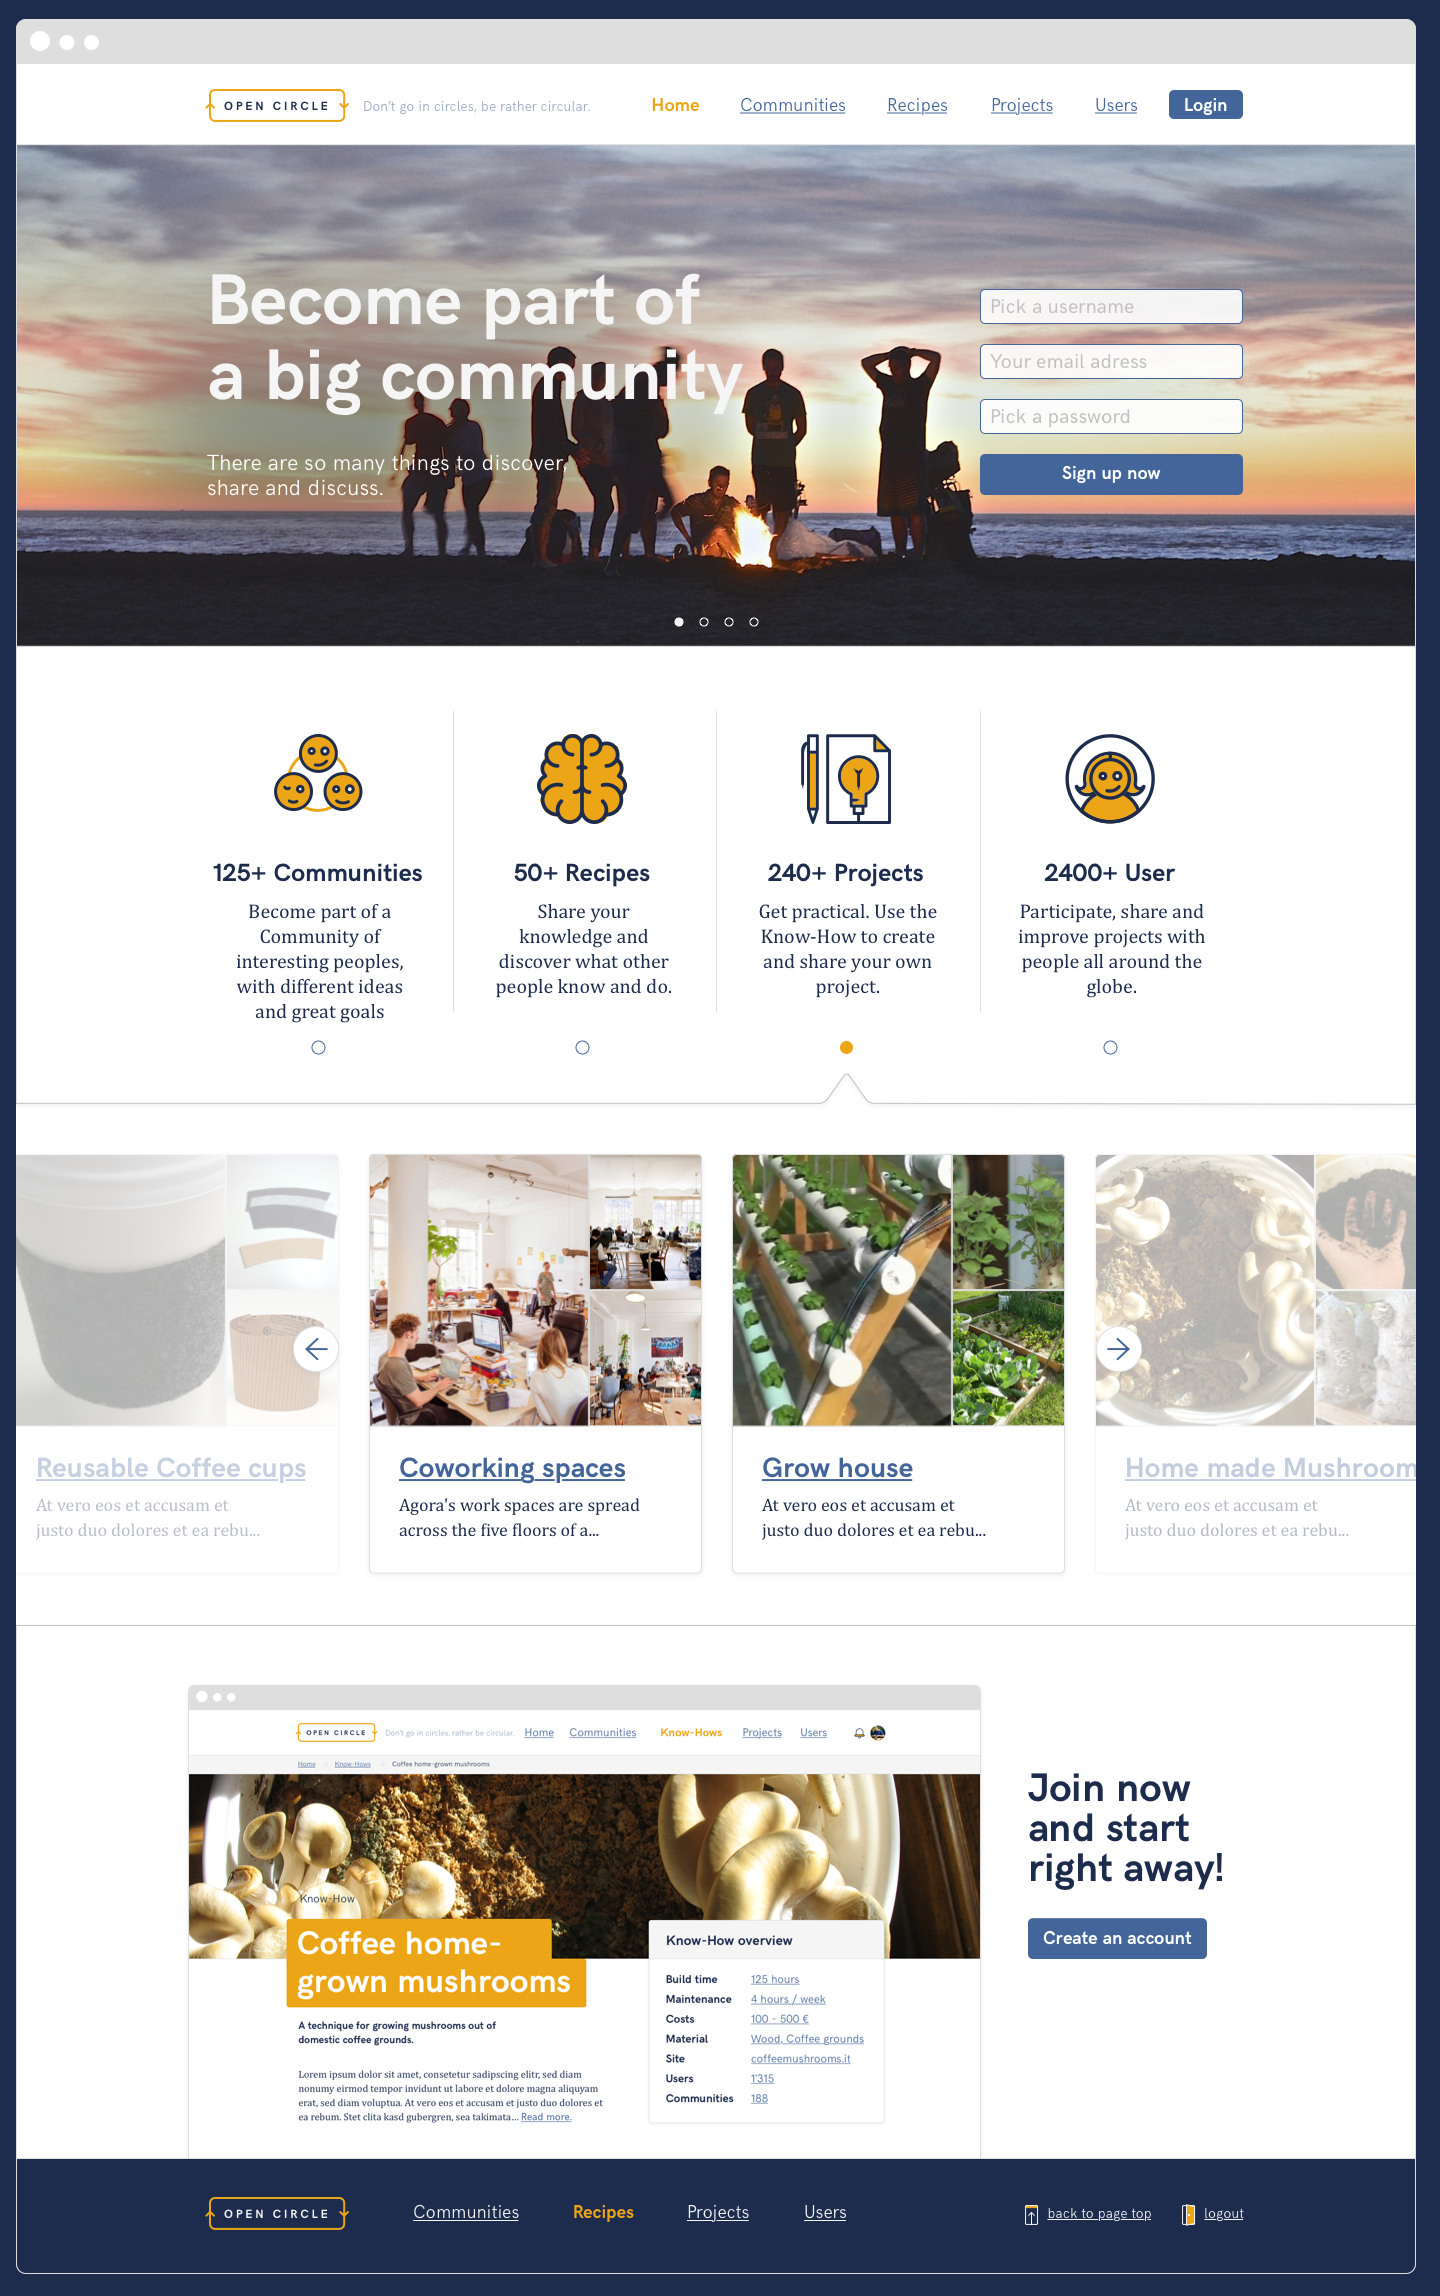 OPEN CIRCLE Don't go in circles, be rather circular. Home Communities Recipes Projects Users Login
Become part of
a big community
There are so many things to discover,
share and discuss.
Pick a username
Your email adress
Pick a password
Sign up now
125+ Communities
Become part of a
Community of
interesting peoples,
with different ideas
and great goals
50+ Recipes
Share your
knowledge and
discover what other
people know and do.
240+ Projects
Get practical. Use the
Know-How to create
and share your own
project.
2400+ User
Participate, share and
improve projects with
people all around the
globe.
Reusable Coffee cups
At vero eos et accusam et
justo duo dolores et ea rebu...
Coworking spaces
Agora's work spaces are spread
across the five floors of a...
Grow house
At vero eos et accusam et
justo duo dolores et ea rebu...
Home made Mushroom
At vero eos et accusam et
justo duo dolores et ea rebu...
OPEN CIRCLE Don't go in circles, rather be circular. Home Communities Know-Hows Projects Users
Home Know-Hows Coffee home-grown mushrooms
Know-How
Coffee home-
grown mushrooms
A technique for growing mushrooms out of
domestic coffee grounds.
Lorem ipsum dolor sit amet, consetetur sadipscing elitr, sed diam
nonumy eirmod tempor invidunt ut labore et dolore magna aliquyam
erat, sed diam voluptua. At vero eos et accusam et justo duo dolores et
ea rebum. Stet clita kasd gubergren, sea takimata... Read more.
Know-How overview
Build time 125 hours
Maintenance 4 hours / week
Costs 100 - 500 €
Material Wood, Coffee grounds
Site coffeemushrooms.it
Users 1'315
Communities 188
Join now
and start
right away!
Create an account
OPEN CIRCLE Communities Recipes Projects Users back to page top logout